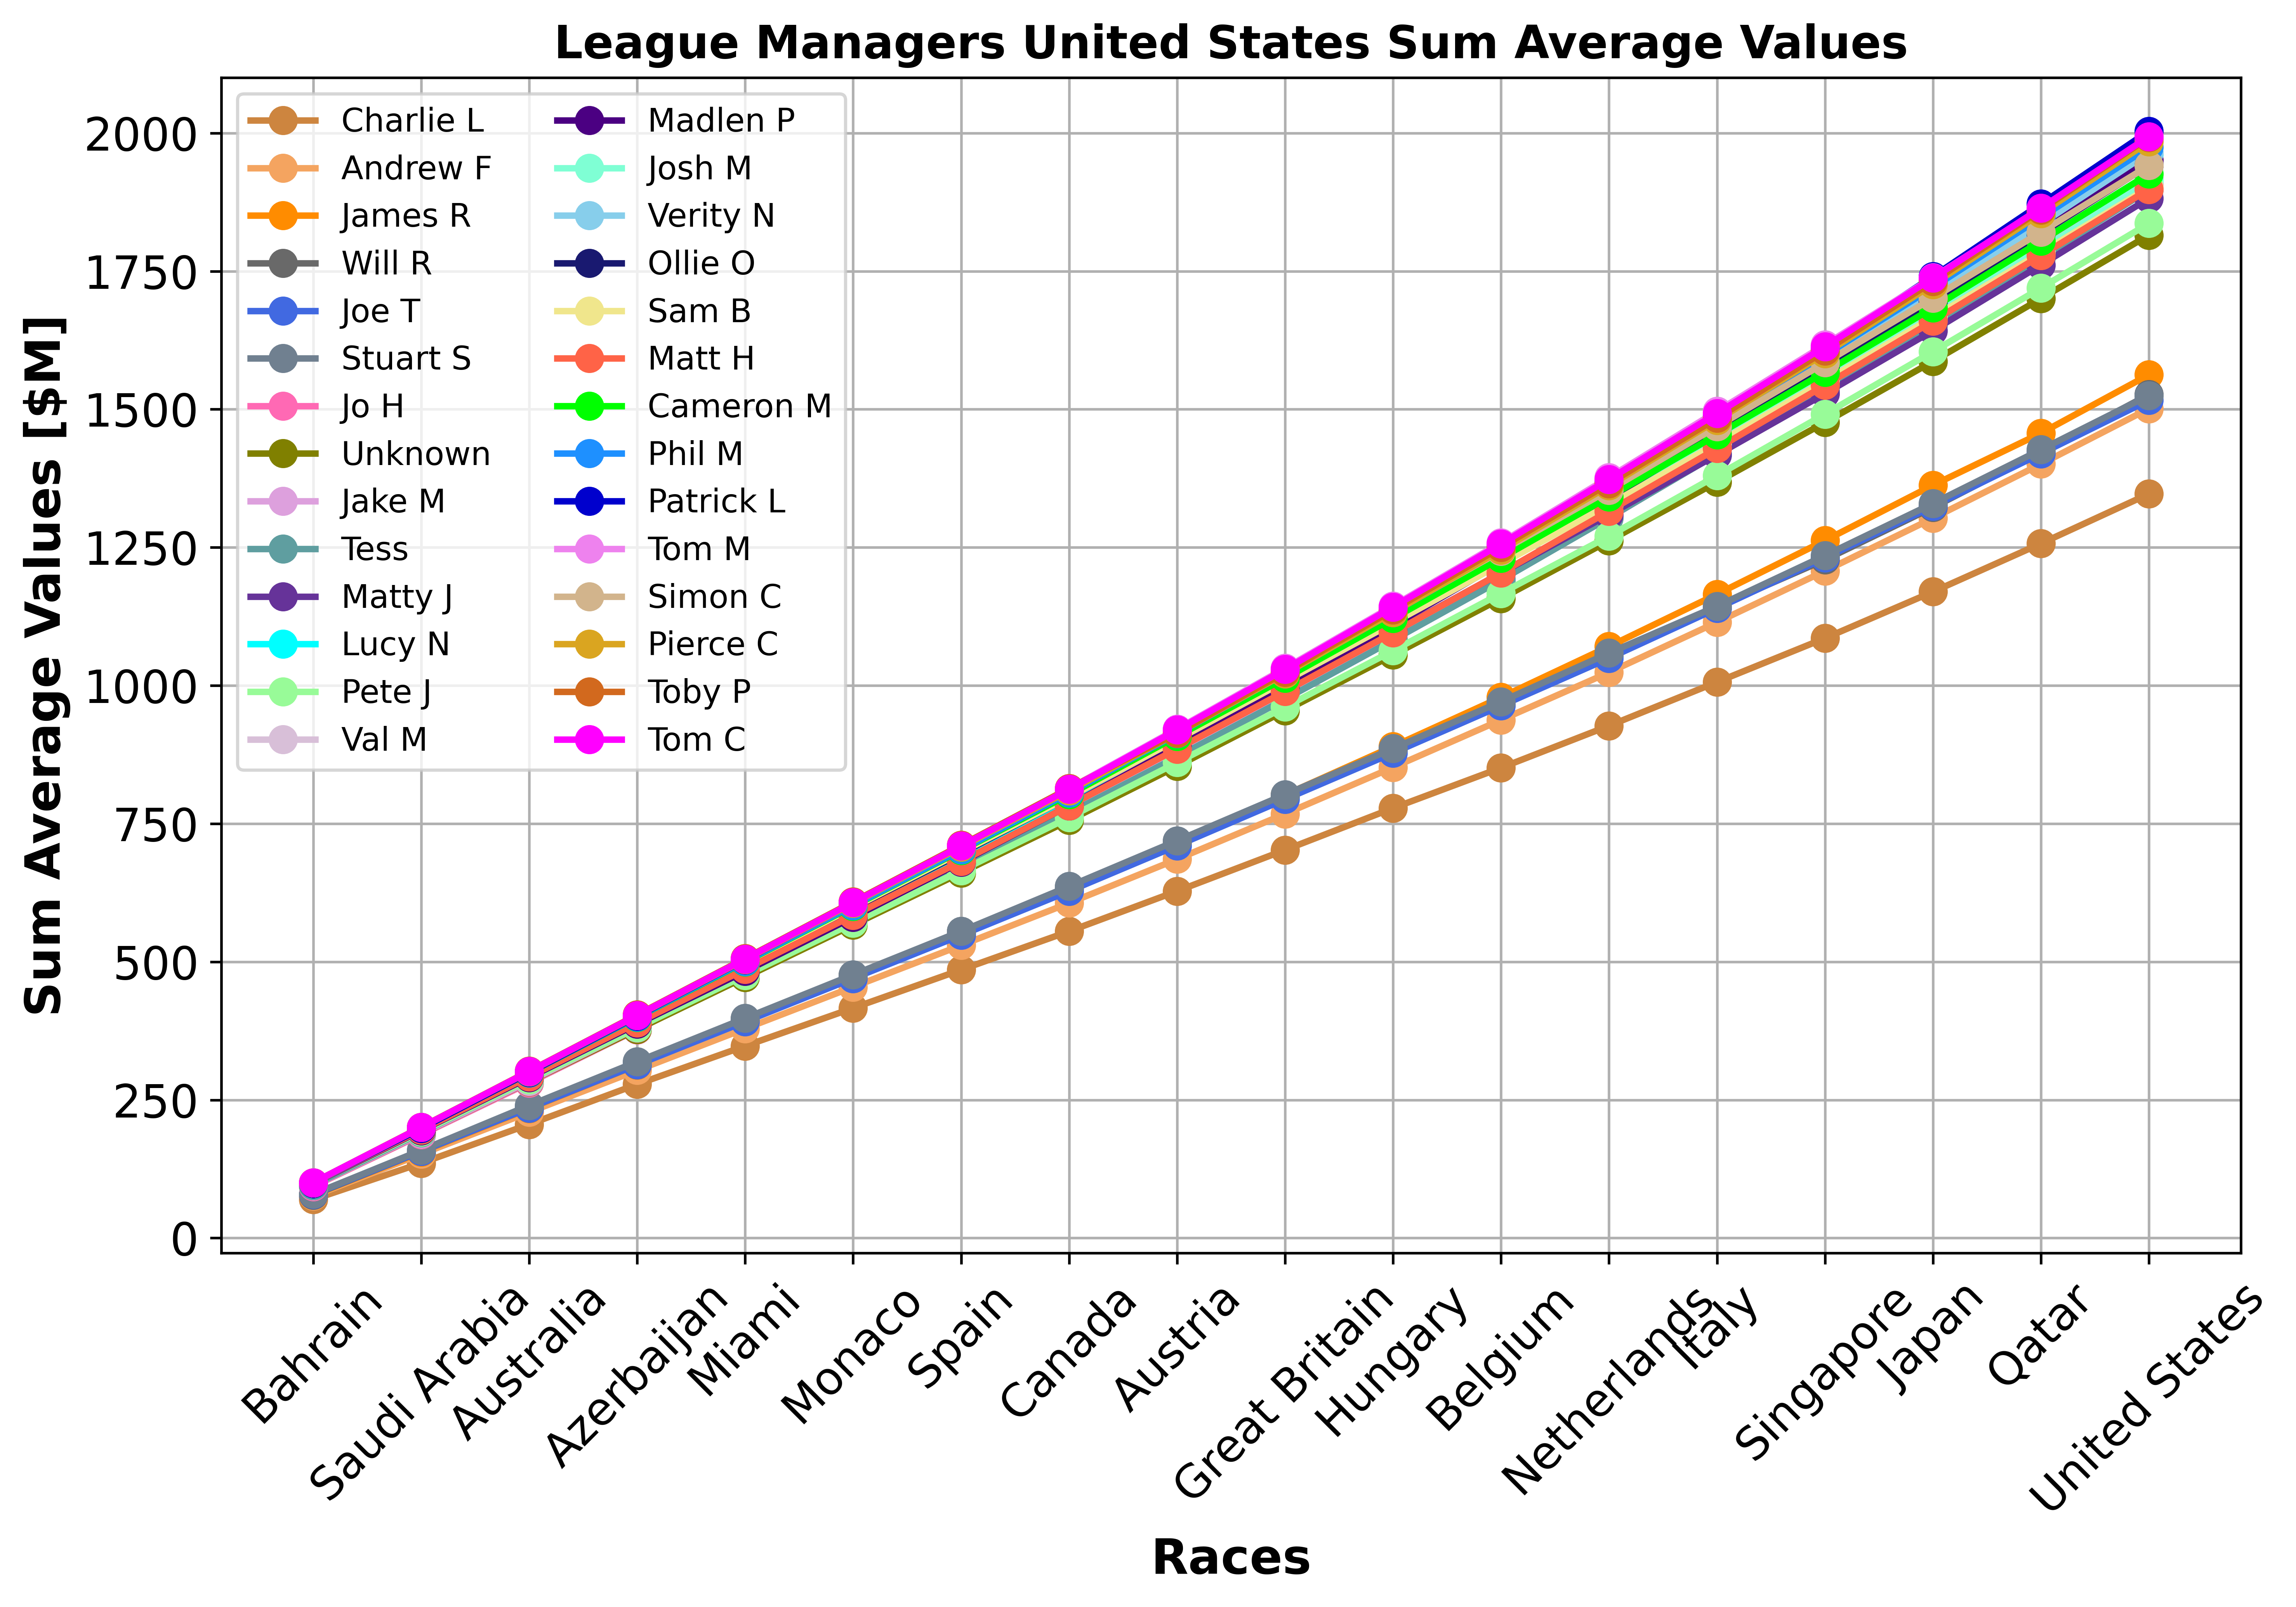 League Managers United States Sum Average Values
Sum Average Values [$M]
2000
1750
1500
1250
1000
750
500
250
0
Charlie L
Andrew F
James R
Will R
Joe T
Stuart S
Jo H
Unknown
Jake M
Tess
Matty J
Lucy N
Pete J
Val M
Madlen P
Josh M
Verity N
Ollie O
Sam B
Matt H
Cameron M
Phil M
Patrick L
Tom M
Simon C
Pierce C
Toby P
Tom C
Bahrain
Saudi Arabia
Australia
Azerbaijan
Miami
Monaco
Spain
Canada
Austria
Great Britain
Hungary
Belgium
Netherlands
Italy
Singapore
Japan
Qatar
United States
Races